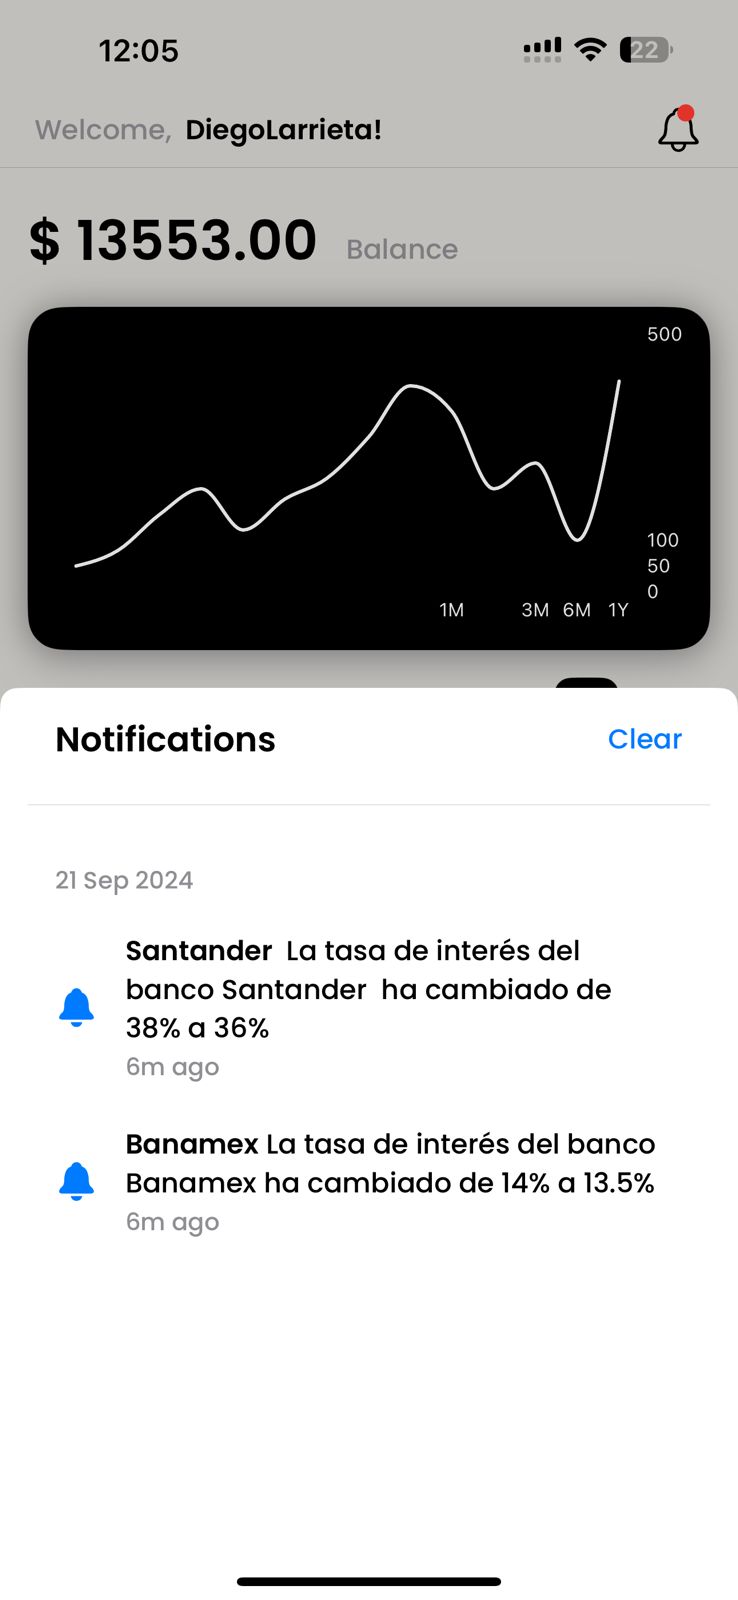 12:05
22
Welcome, DiegoLarrieta!
$ 13553.00 Balance
500
100
50
0
1M 3M 6M 1Y
Notifications
Clear
21 Sep 2024
Santander La tasa de interés del
banco Santander ha cambiado de
38% a 36%
6m ago
Banamex La tasa de interés del banco
Banamex ha cambiado de 14% a 13.5%
6m ago